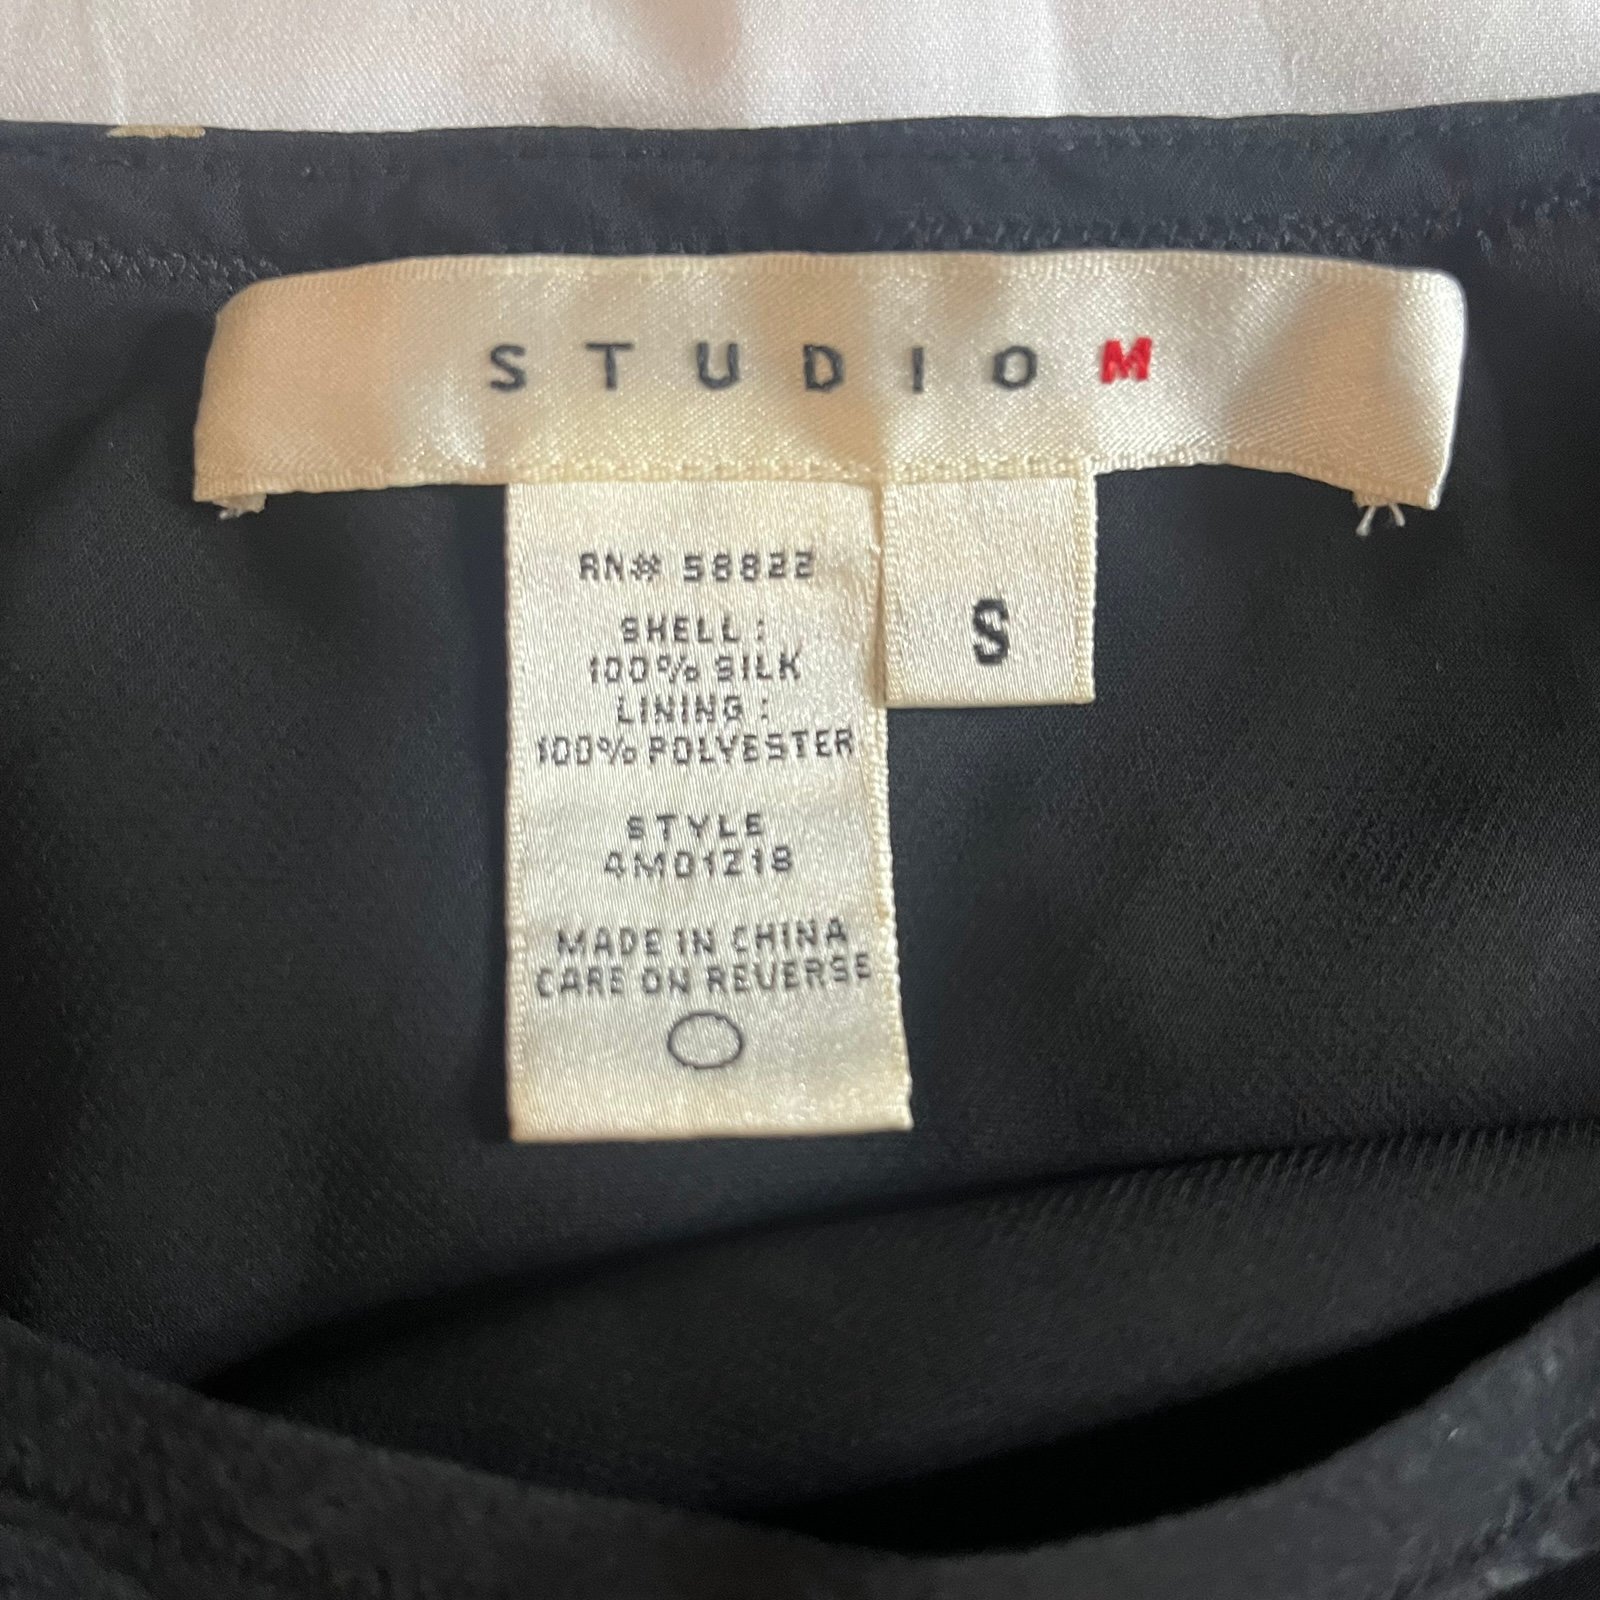 STUDIO M
RN# 58822
SHELL :
100% SILK
LINING :
100% POLYESTER
STYLE
4M01218
MADE IN CHINA
CARE ON REVERSE
S